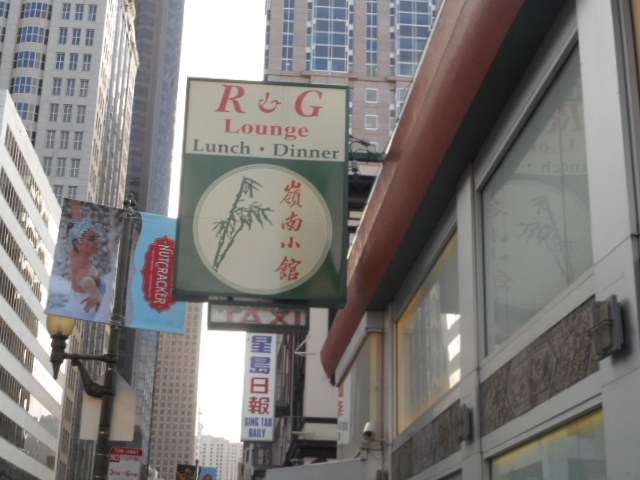 R & G
Lounge
Lunch · Dinner
嶺南小館
NUTCRACKER
TAXI
星島日報
SING TAO
DAILY